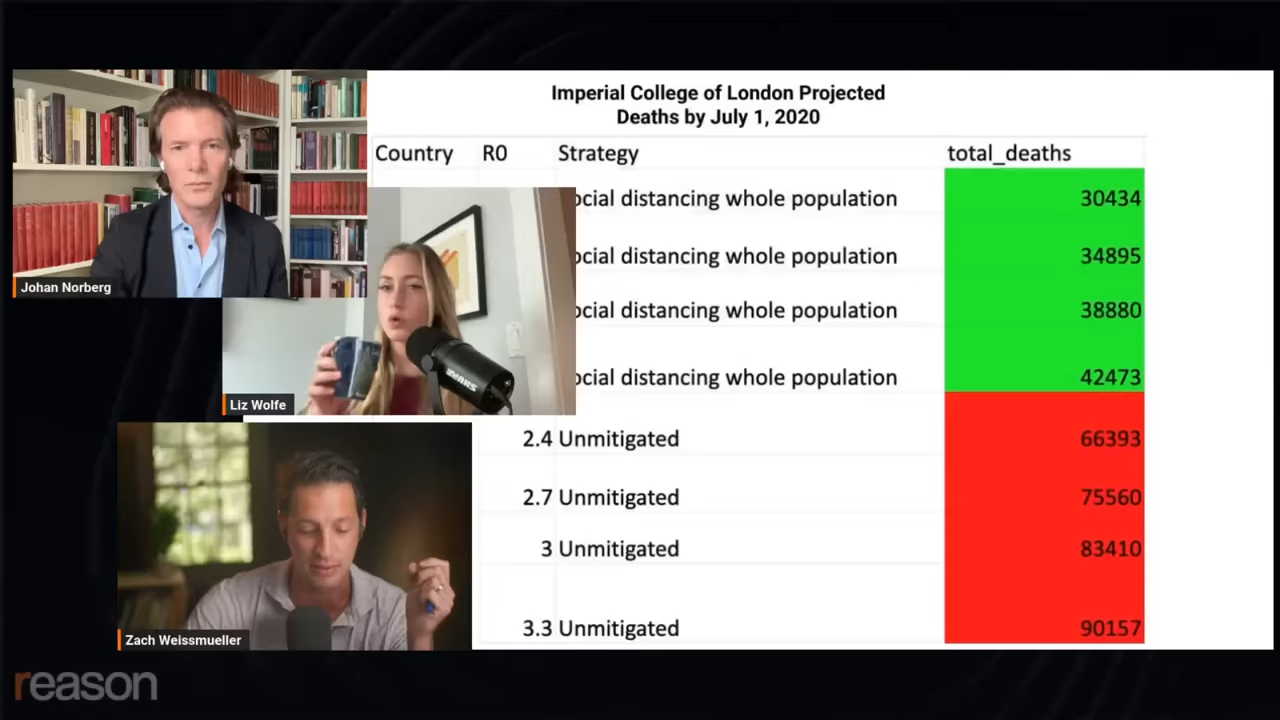 Imperial College of London Projected
Deaths by July 1, 2020
Country R0 Strategy total_deaths
ocial distancing whole population 30434
ocial distancing whole population 34895
ocial distancing whole population 38880
ocial distancing whole population 42473
2.4 Unmitigated 66393
2.7 Unmitigated 75560
3 Unmitigated 83410
3.3 Unmitigated 90157
Johan Norberg
SHURE
Liz Wolfe
Zach Weissmueller
reason